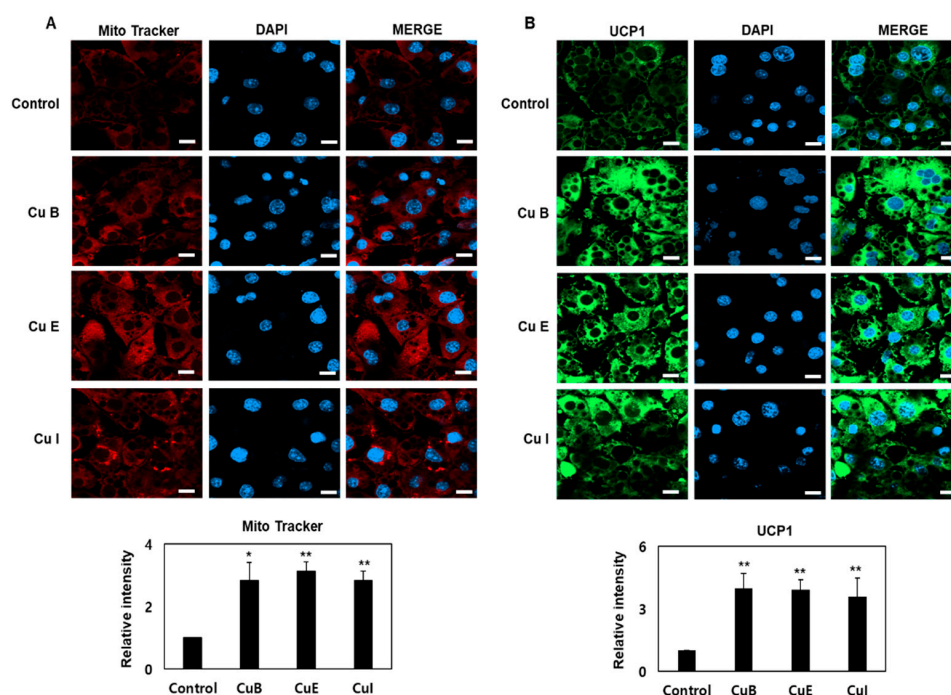 A
Mito Tracker DAPI MERGE
Control
Cu B
Cu E
Cu I
Mito Tracker
Relative intensity
4
2
0
* ** **
Control CuB CuE CuI
B
UCP1 DAPI MERGE
Control
Cu B
Cu E
Cu I
UCP1
Relative intensity
6
3
0
** ** **
Control CuB CuE CuI